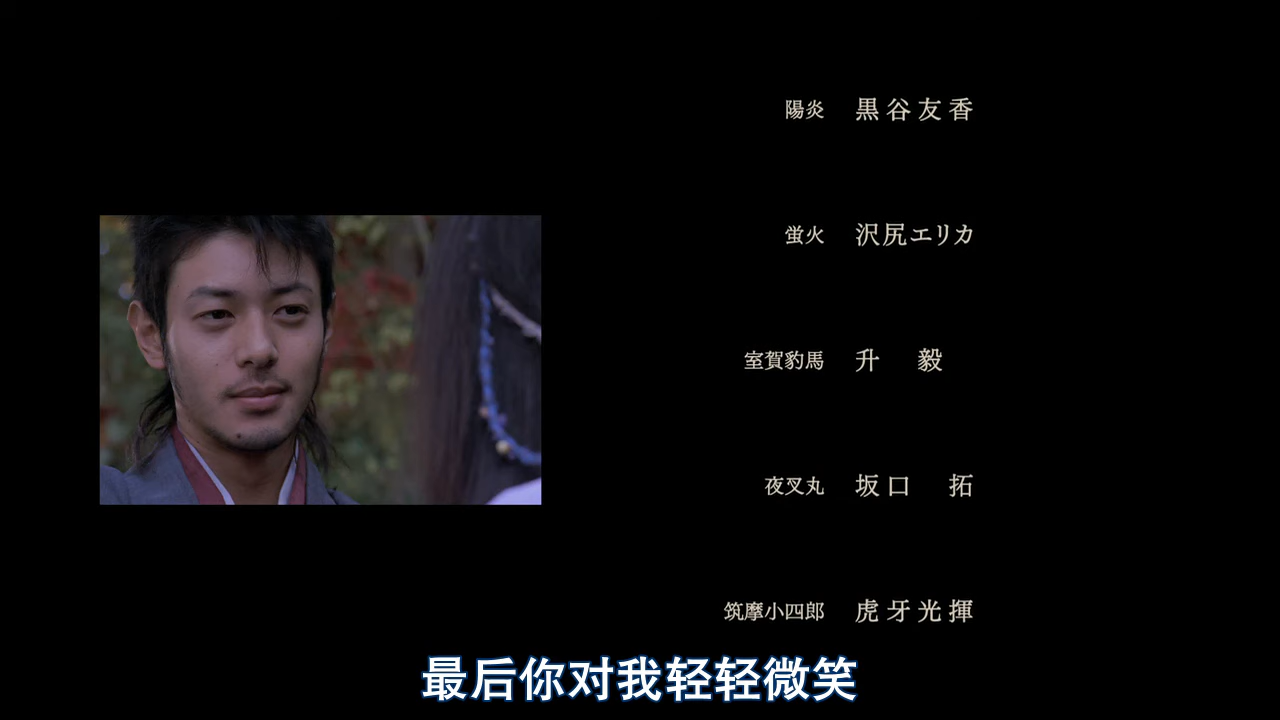 陽炎 黒谷友香
蛍火 沢尻エリカ
室賀豹馬 升 毅
夜叉丸 坂口 拓
筑摩小四郎 虎牙光揮
最后你对我轻轻微笑